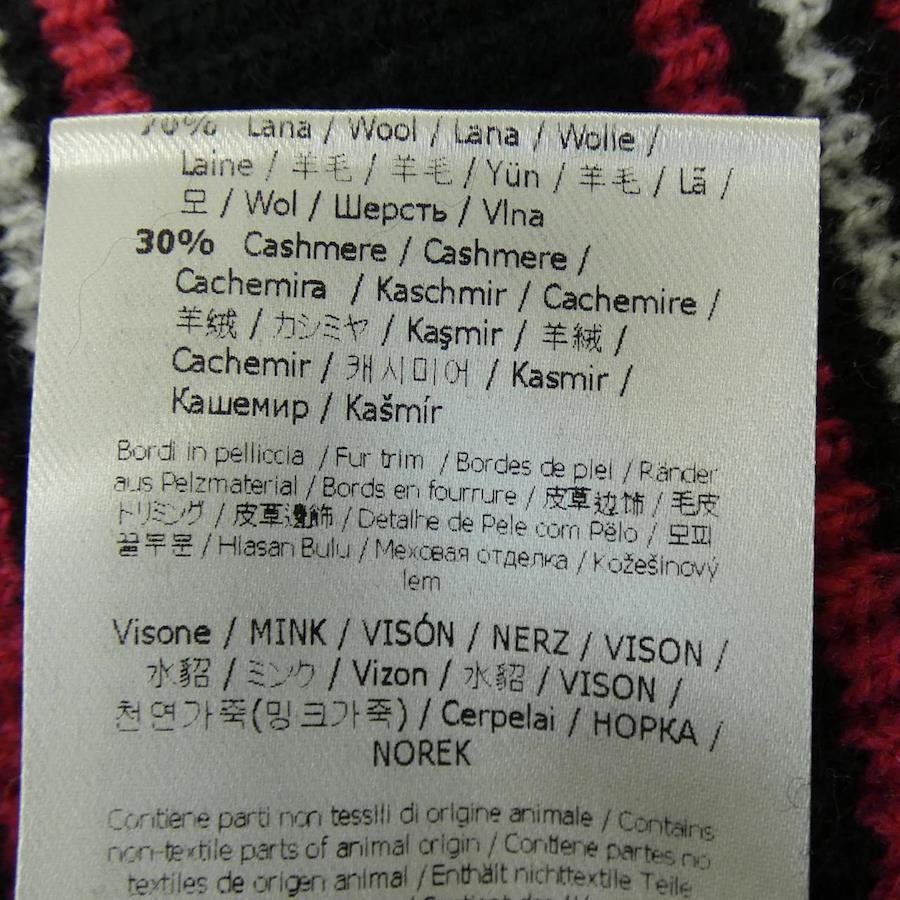 70% Lana / Wool / Lana / Wolle /
Laine / 羊毛 / 羊毛 / Yün / 羊毛 / Lã /
모 / Wol / Шерсть / Vlna
30% Cashmere / Cashmere /
Cachemira / Kaschmir / Cachemire /
羊絨 / カシミヤ / Kaşmir / 羊絨 /
Cachemir / 캐시미어 / Kasmir /
Кашемир / Kašmír
Bordi in pelliccia / Fur trim / Bordes de piel / Ränder
aus Pelzmaterial / Bords en fourrure / 皮草边饰 / 毛皮
トリミング / 皮草邊飾 / Detalhe de Pele com Pêlo / 모피
/ Hiasan Bulu / Меховая отделка / Kožešinový
lem
Visone / MINK / VISÓN / NERZ / VISON /
水貂 / ミンク / Vizon / 水貂 / VISON /
천연가죽(밍크가죽) / Cerpelai / НОРКА /
NOREK
Contiene parti non tessili di origine animale / Contains
non-textile parts of animal origin / Contiene partes no
textiles de origen animal / Enthält nichttextile Teile